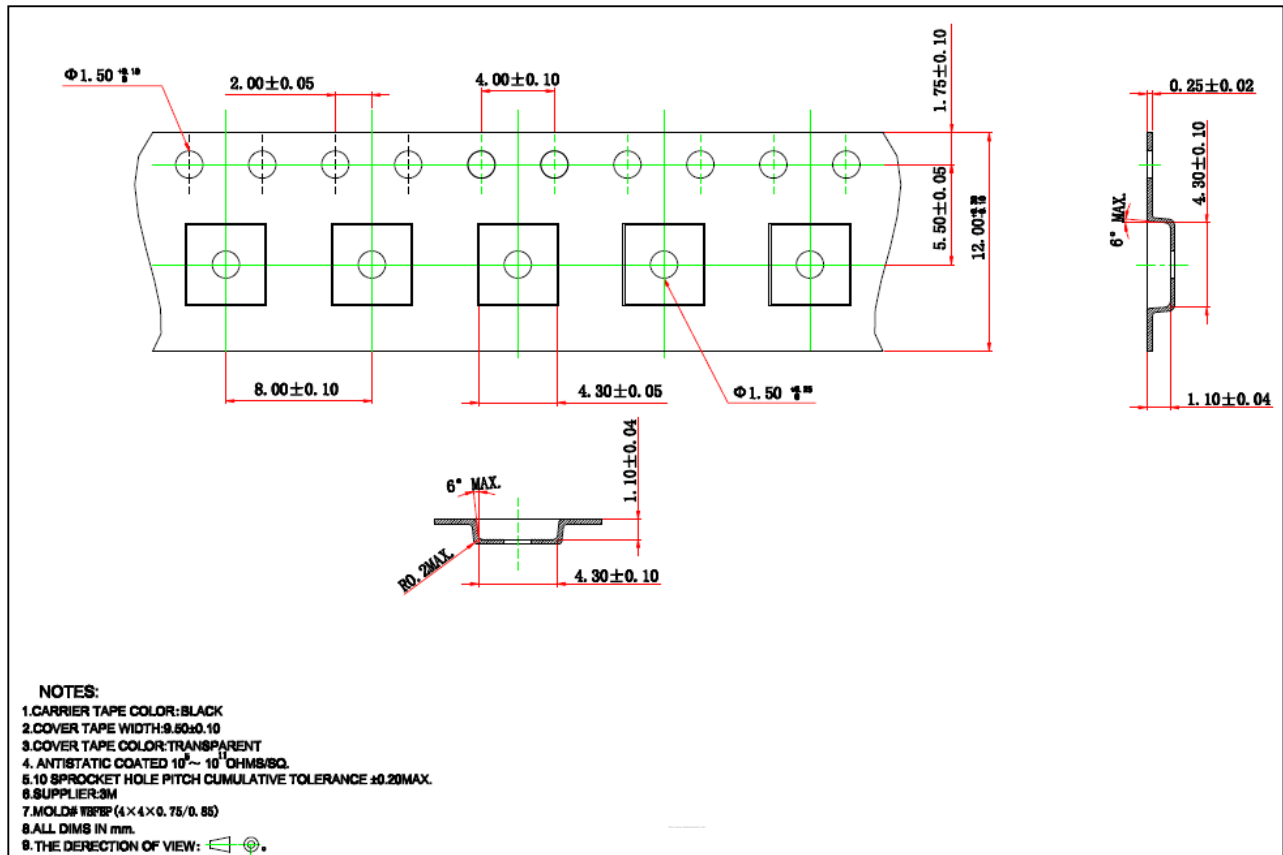 Φ1.50 +0.10 0
2.00±0.05
4.00±0.10
1.75±0.10
0.25±0.02
5.50±0.05
12.00
4.30±0.10
6° MAX.
8.00±0.10
4.30±0.05
Φ1.50
1.10±0.04
6° MAX.
1.10±0.04
R0.2MAX.
4.30±0.10
NOTES:
1.CARRIER TAPE COLOR:BLACK
2.COVER TAPE WIDTH:9.50±0.10
3.COVER TAPE COLOR:TRANSPARENT
4. ANTISTATIC COATED 10 ~ 10¹¹ OHMS/SQ.
5.10 SPROCKET HOLE PITCH CUMULATIVE TOLERANCE ±0.20MAX.
6.SUPPLIER:3M
7.MOLD# (4×4×0.75/0.85)
8.ALL DIMS IN mm.
9.THE DERECTION OF VIEW: